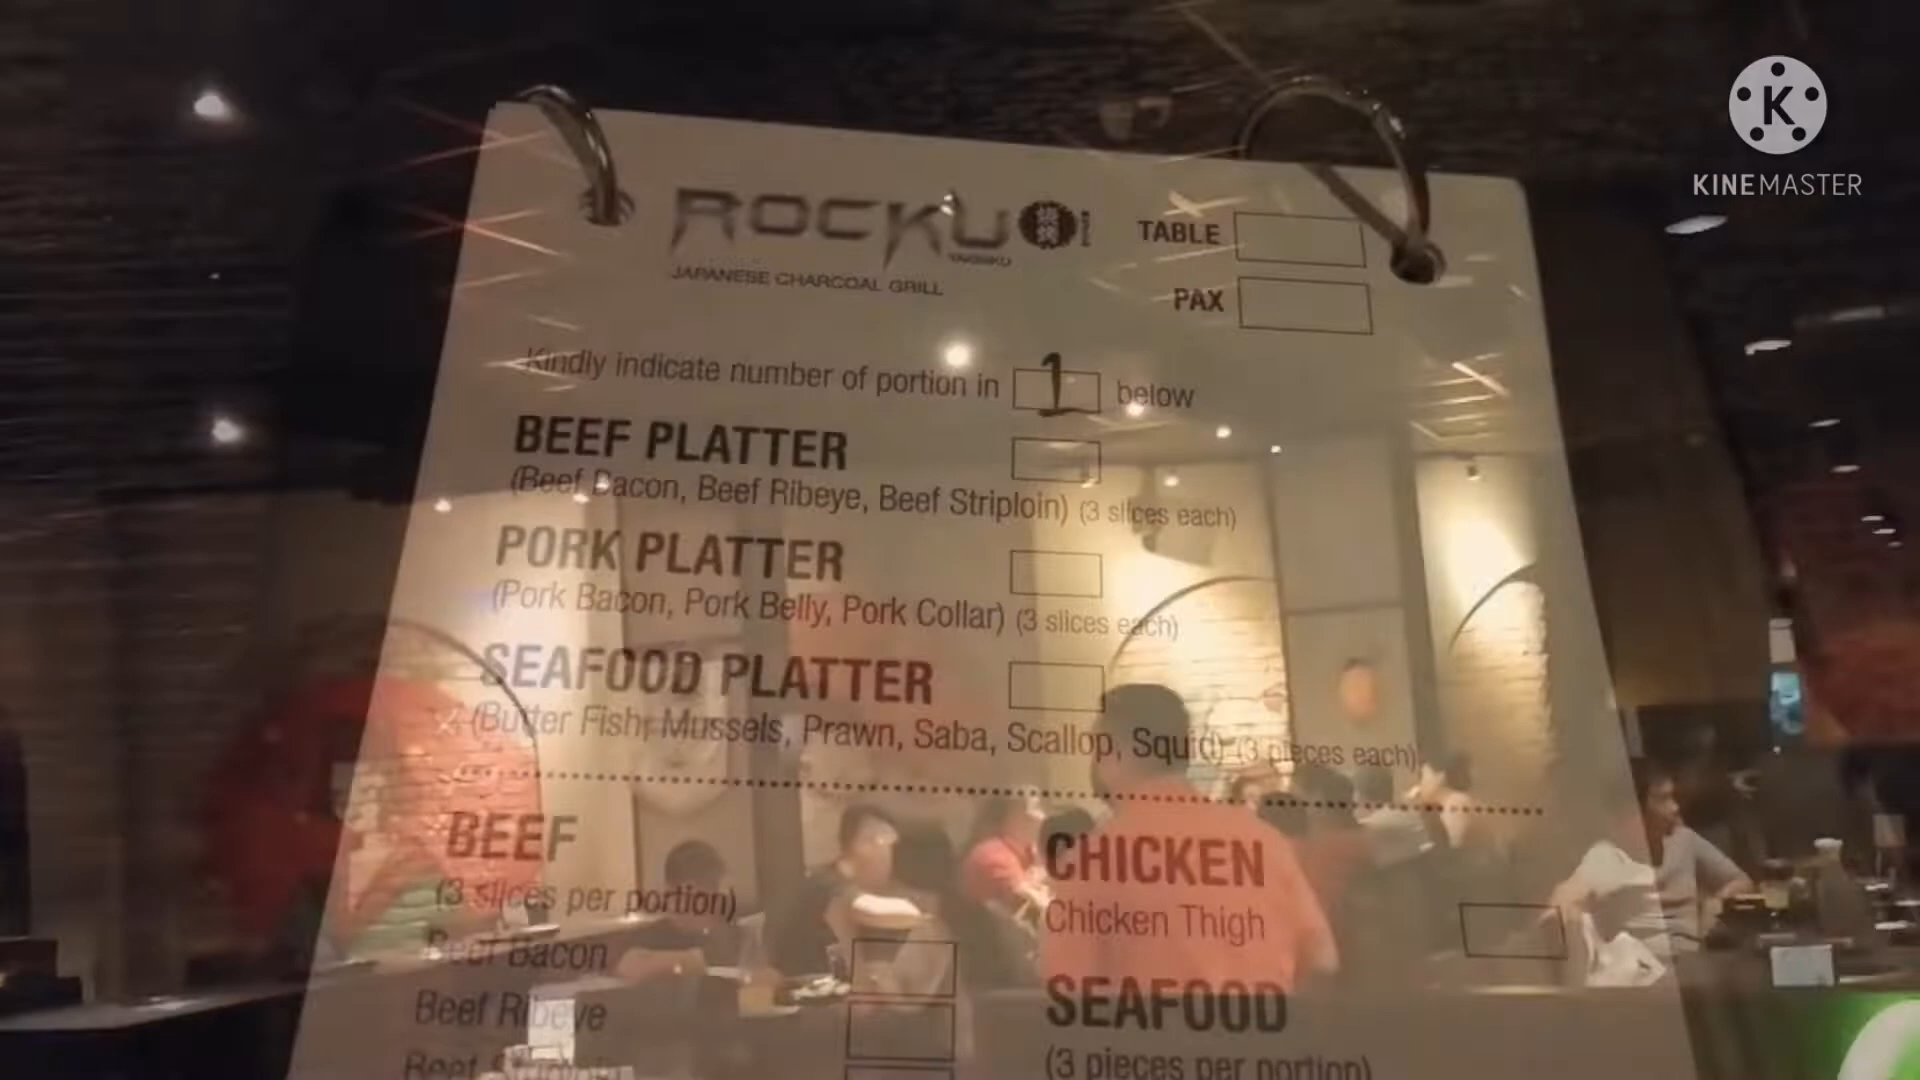 KINEMASTER
ROCKU
YAKINIKU
JAPANESE CHARCOAL GRILL
TABLE
PAX
Kindly indicate number of portion in 1 below
BEEF PLATTER
(Beef Bacon, Beef Ribeye, Beef Striploin) (3 slices each)
PORK PLATTER
(Pork Bacon, Pork Belly, Pork Collar) (3 slices each)
SEAFOOD PLATTER
(Butter Fish, Mussels, Prawn, Saba, Scallop, Squid) (3 pieces each)
BEEF
(3 slices per portion)
Beef Bacon
Beef Ribeye
Beef Striploin
CHICKEN
Chicken Thigh
SEAFOOD
(3 pieces per portion)